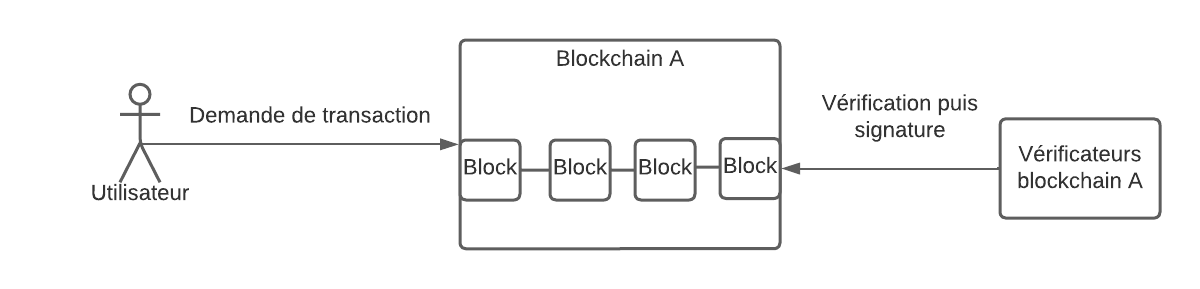 Blockchain A
Demande de transaction
Vérification puis
signature
Block
Block
Block
Block
Vérificateurs
blockchain A
Utilisateur